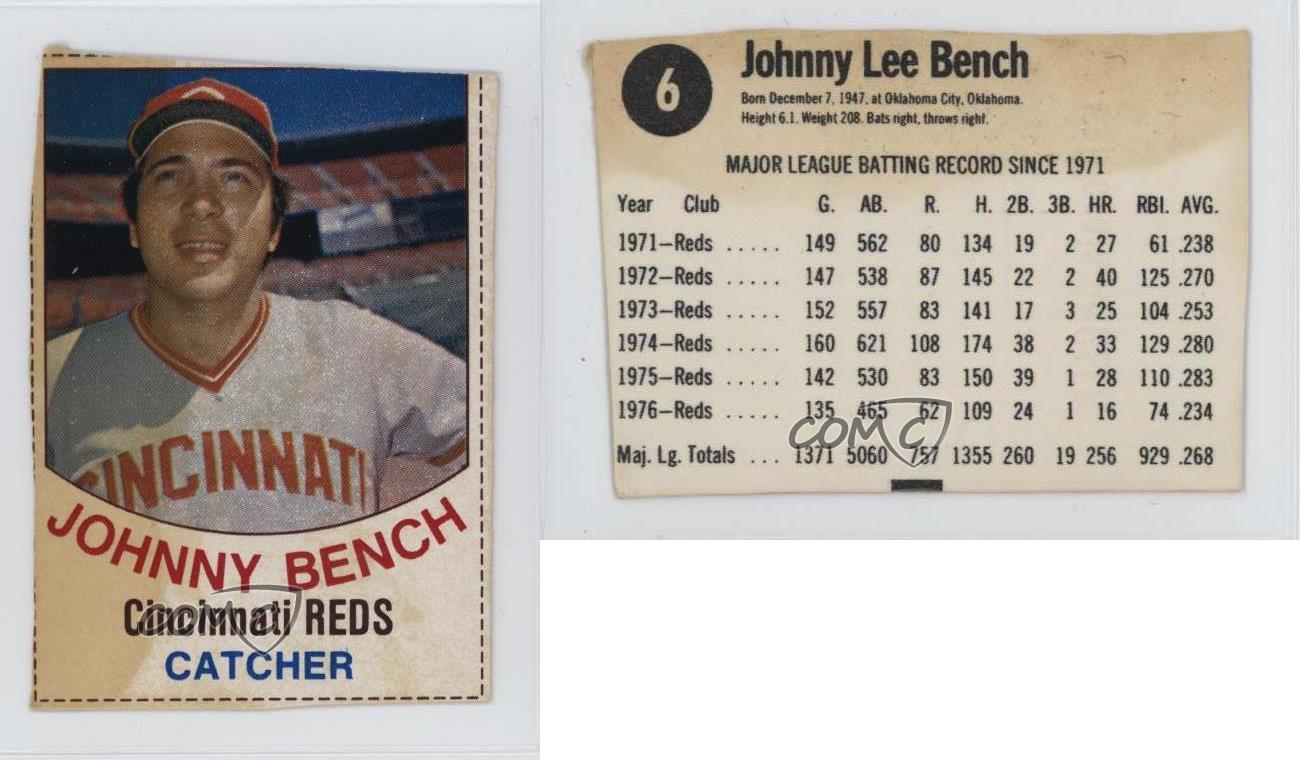 CINCINNATI
JOHNNY BENCH
Cincinnati REDS
CATCHER
COMC
6
Johnny Lee Bench
Born December 7, 1947, at Oklahoma City, Oklahoma.
Height 6.1. Weight 208. Bats right, throws right.
MAJOR LEAGUE BATTING RECORD SINCE 1971
Year Club G. AB. R. H. 2B. 3B. HR. RBI. AVG.
1971—Reds ..... 149 562 80 134 19 2 27 61 .238
1972—Reds ..... 147 538 87 145 22 2 40 125 .270
1973—Reds ..... 152 557 83 141 17 3 25 104 .253
1974—Reds ..... 160 621 108 174 38 2 33 129 .280
1975—Reds ..... 142 530 83 150 39 1 28 110 .283
1976—Reds ..... 135 465 62 109 24 1 16 74 .234
COMC
Maj. Lg. Totals ... 1371 5060 757 1355 260 19 256 929 .268